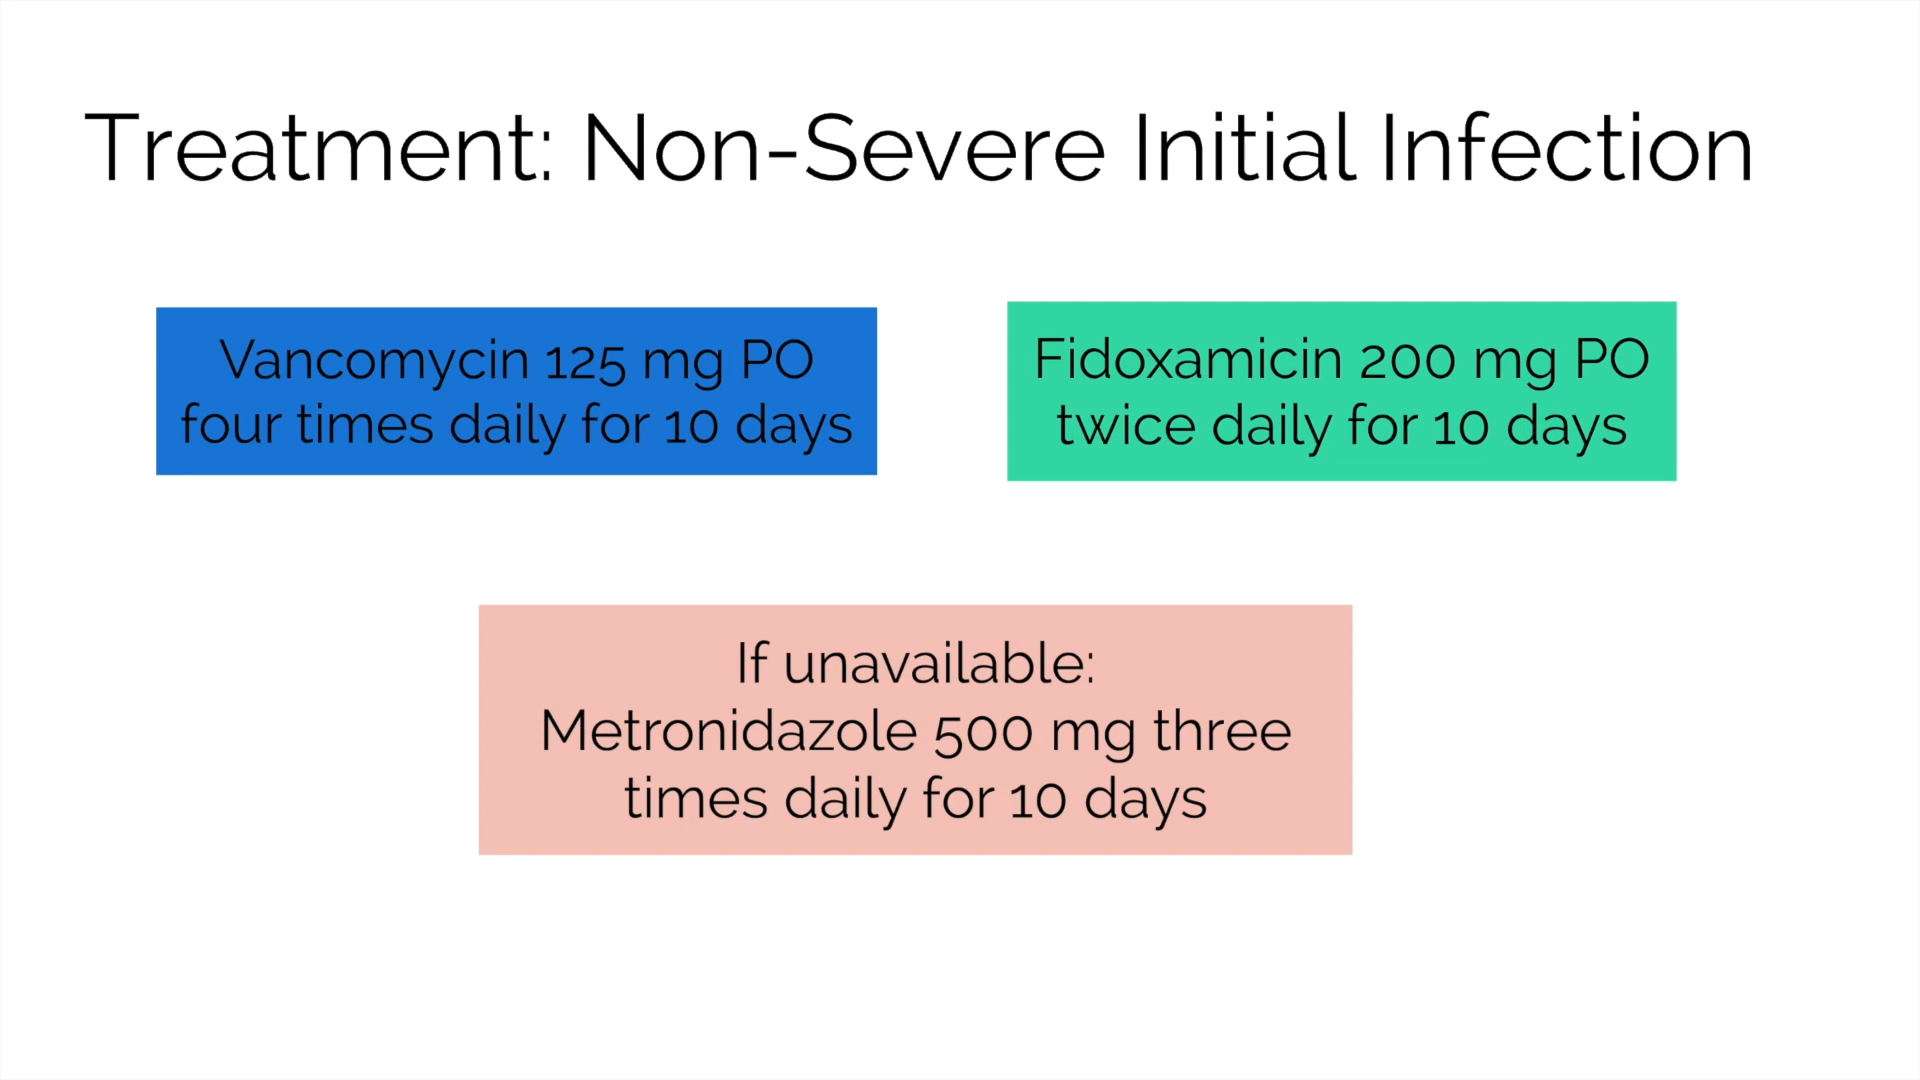 Treatment: Non-Severe Initial Infection
Vancomycin 125 mg PO
four times daily for 10 days
Fidoxamicin 200 mg PO
twice daily for 10 days
If unavailable:
Metronidazole 500 mg three
times daily for 10 days